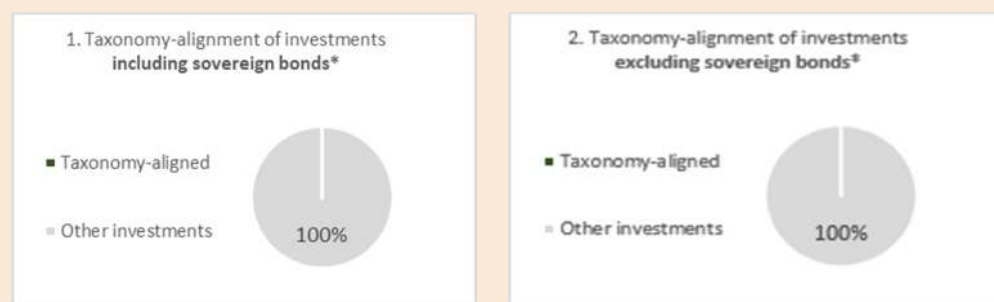 1. Taxonomy-alignment of investments
including sovereign bonds*
Taxonomy-aligned
Other investments
100%
2. Taxonomy-alignment of investments
excluding sovereign bonds*
Taxonomy-aligned
Other investments
100%